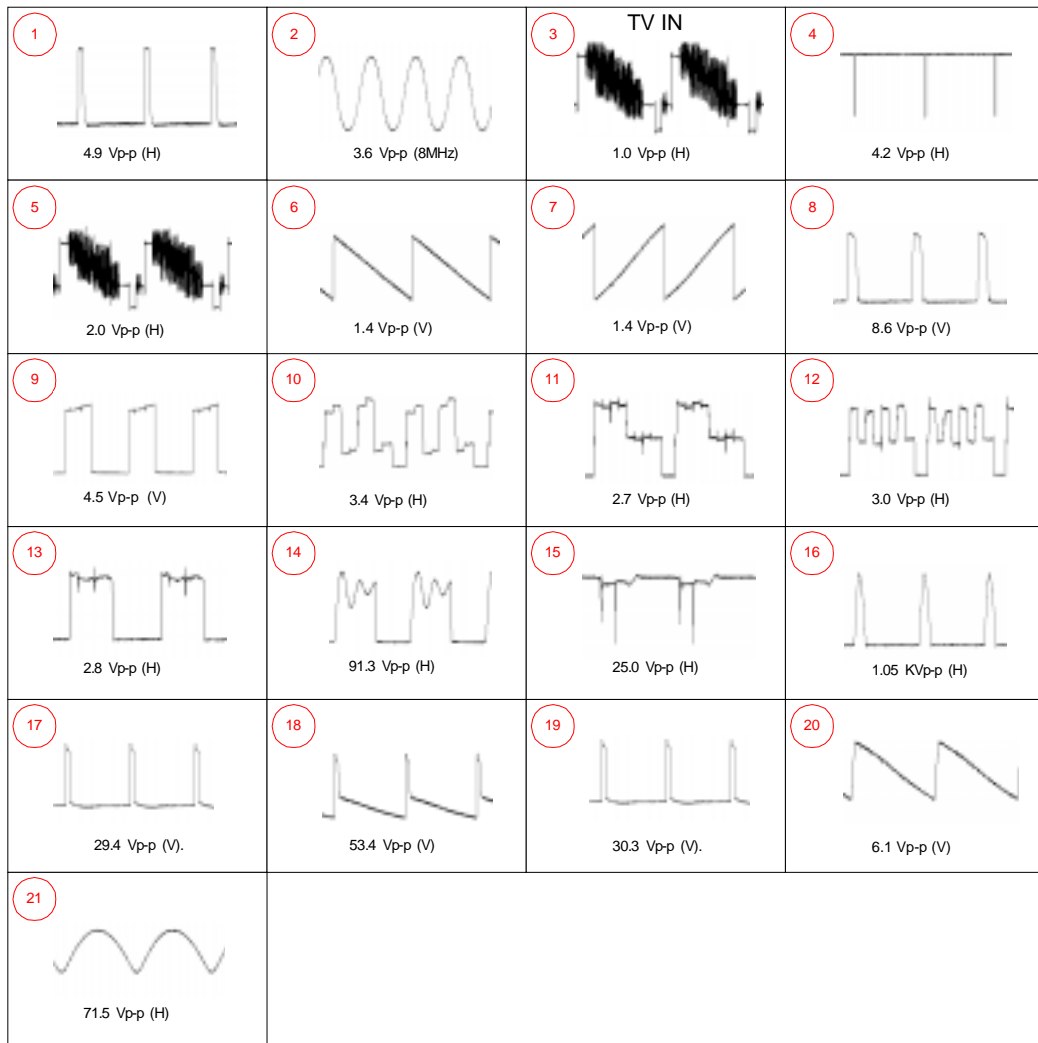 1
4.9 Vp-p (H)
2
3.6 Vp-p (8MHz)
3
TV IN
1.0 Vp-p (H)
4
4.2 Vp-p (H)
5
2.0 Vp-p (H)
6
1.4 Vp-p (V)
7
1.4 Vp-p (V)
8
8.6 Vp-p (V)
9
4.5 Vp-p (V)
10
3.4 Vp-p (H)
11
2.7 Vp-p (H)
12
3.0 Vp-p (H)
13
2.8 Vp-p (H)
14
91.3 Vp-p (H)
15
25.0 Vp-p (H)
16
1.05 KVp-p (H)
17
29.4 Vp-p (V).
18
53.4 Vp-p (V)
19
30.3 Vp-p (V).
20
6.1 Vp-p (V)
21
71.5 Vp-p (H)